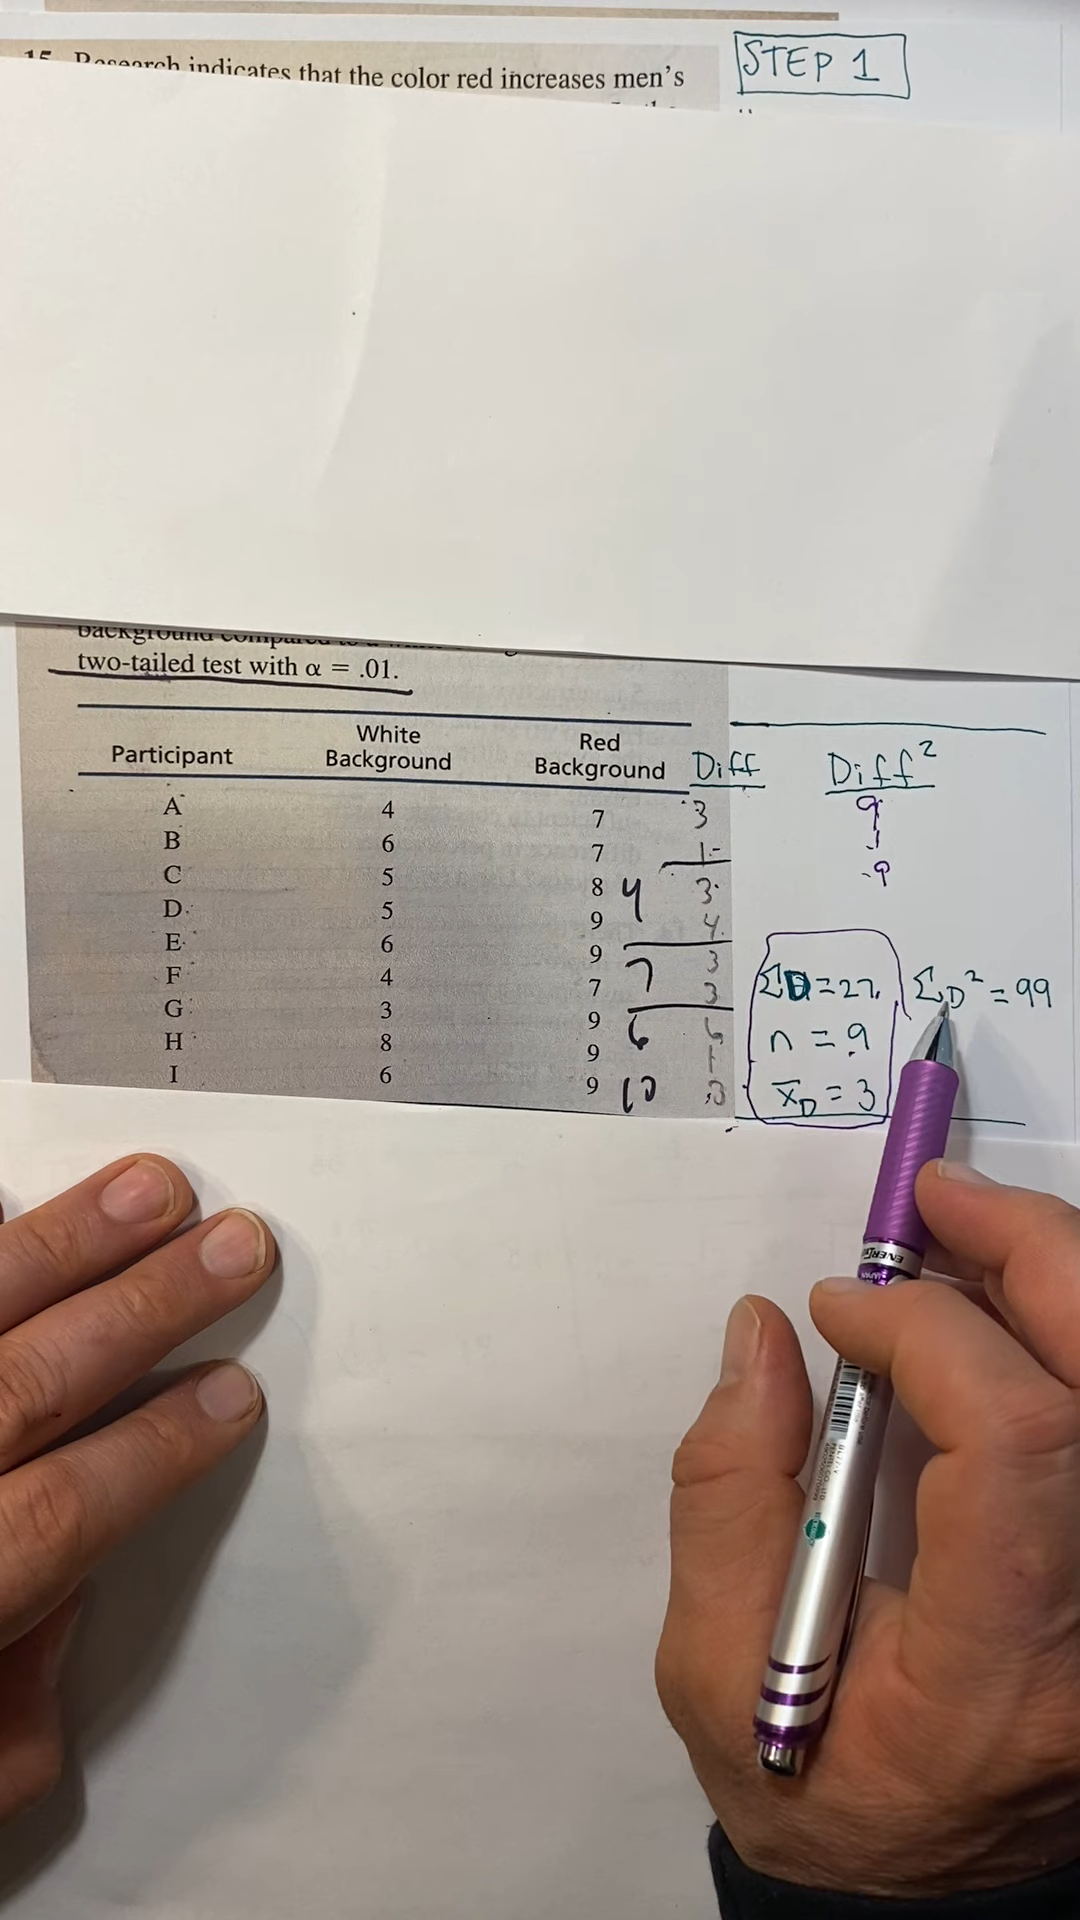 STEP 1
15. Research indicates that the color red increases men's
background
two-tailed test with α = .01.
Participant White Background Red Background Diff Diff²
A 4 7 3 9
B 6 7 1 1
C 5 8 4 3 9
D 5 9 4
E 6 9 3
F 4 7 7 3
G 3 9 6 6
H 8 9 1
I 6 9 10 3
ΣD = 27 ΣD² = 99
n = 9
x̄D = 3
ENERGEL